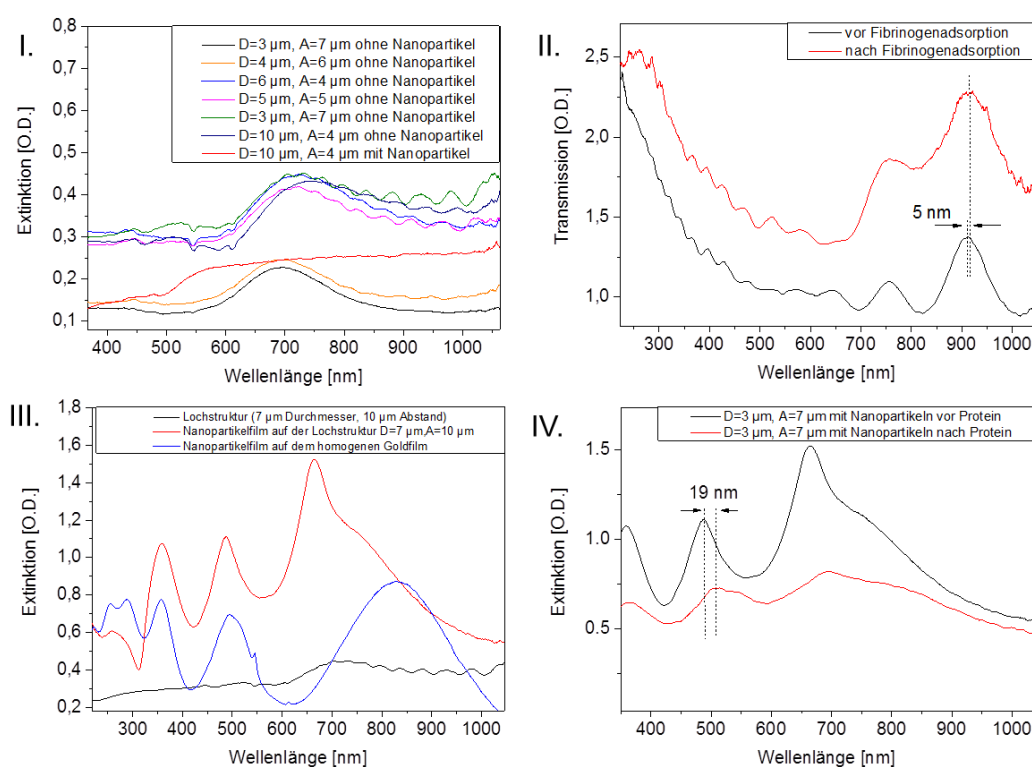 I.
D=3 µm, A=7 µm ohne Nanopartikel
D=4 µm, A=6 µm ohne Nanopartikel
D=6 µm, A=4 µm ohne Nanopartikel
D=5 µm, A=5 µm ohne Nanopartikel
D=3 µm, A=7 µm ohne Nanopartikel
D=10 µm, A=4 µm ohne Nanopartikel
D=10 µm, A=4 µm mit Nanopartikel
Extinktion [O.D.]
0,8
0,7
0,6
0,5
0,4
0,3
0,2
0,1
400 500 600 700 800 900 1000
Wellenlänge [nm]
II.
vor Fibrinogenadsorption
nach Fibrinogenadsorption
Transmission [O.D.]
2,5
2,0
1,5
1,0
5 nm
300 400 500 600 700 800 900 1000
Wellenlänge [nm]
III.
Lochstruktur (7 µm Durchmesser, 10 µm Abstand)
Nanopartikelfilm auf der Lochstruktur D=7 µm,A=10 µm
Nanopartikelfilm auf dem homogenen Goldfilm
Extinktion [O.D.]
1,8
1,6
1,4
1,2
1,0
0,8
0,6
0,4
0,2
300 400 500 600 700 800 900 1000
Wellenlänge [nm]
IV.
D=3 µm, A=7 µm mit Nanopartikeln vor Protein
D=3 µm, A=7 µm mit Nanopartikeln nach Protein
Extinktion [O.D.]
1.5
1.0
0.5
19 nm
400 500 600 700 800 900 1000
Wellenlänge [nm]